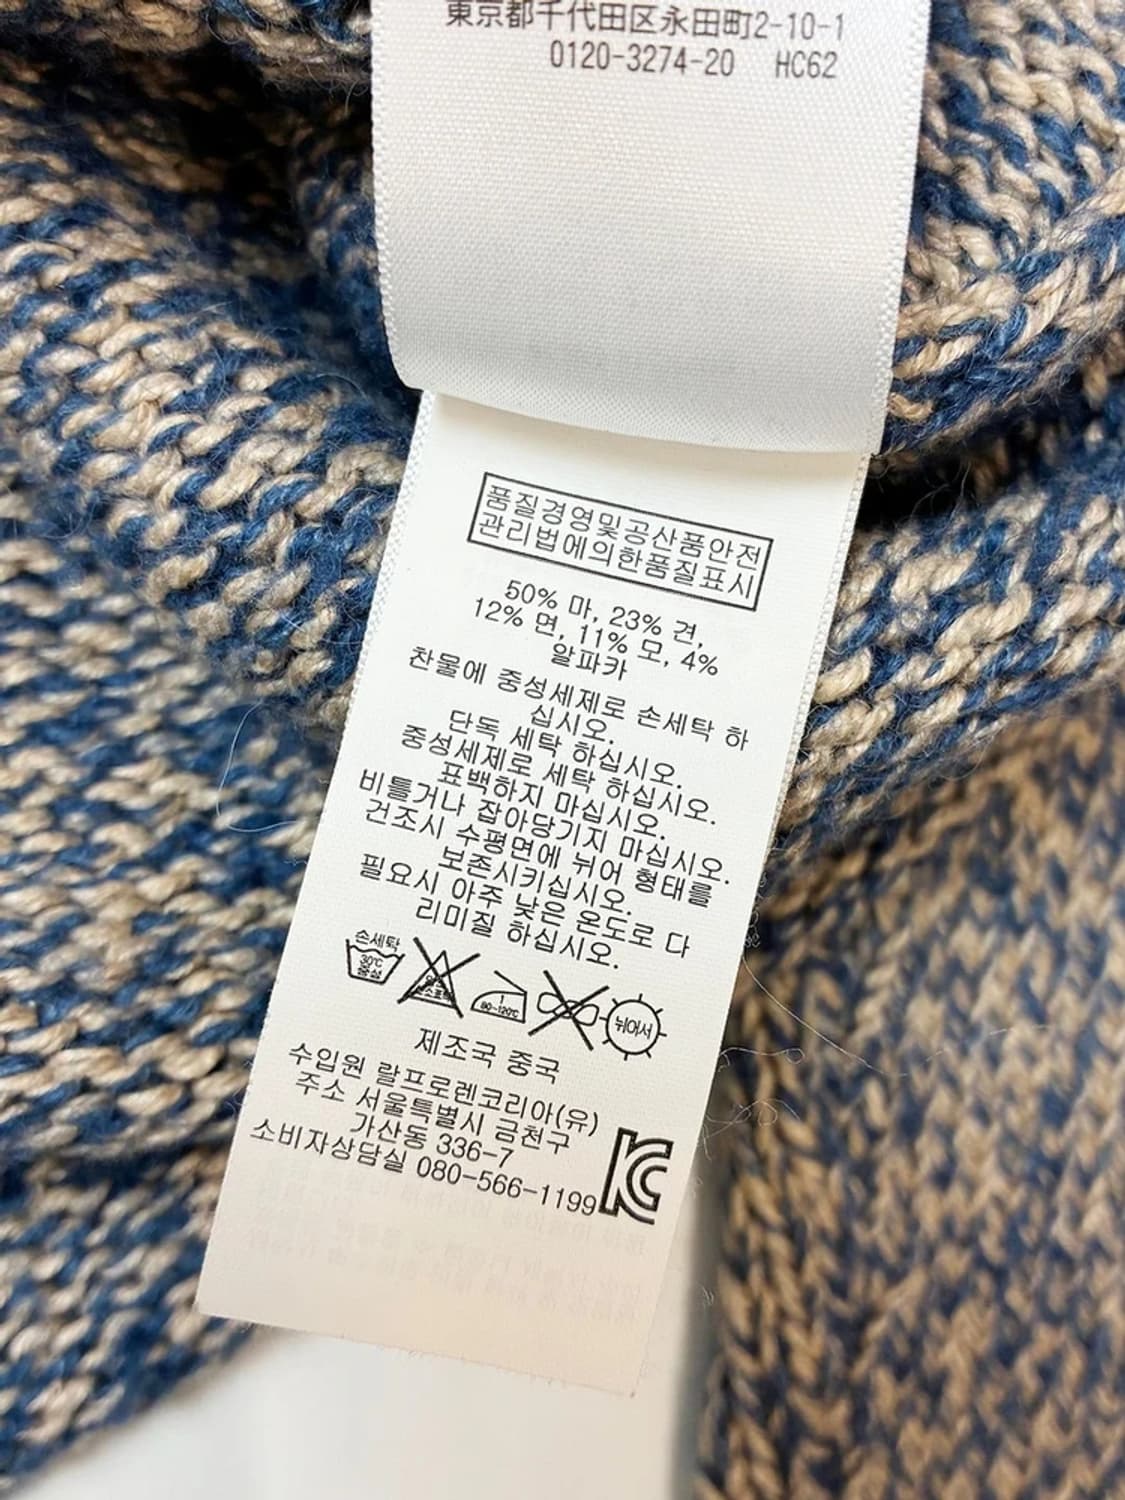 東京都千代田区永田町2-10-1
0120-3274-20 HC62
품질경영및공산품안전
관리법에의한품질표시
50% 마, 23% 견,
12% 면, 11% 모, 4%
알파카
찬물에 중성세제로 손세탁 하
십시오.
단독 세탁 하십시오.
중성세제로 세탁 하십시오.
표백하지 마십시오.
비틀거나 잡아당기지 마십시오.
건조시 수평면에 뉘어 형태를
보존시키십시오.
필요시 아주 낮은 온도로 다
리미질 하십시오.
손세탁
30℃
중성
1
80~120℃
뉘어서
제조국 중국
수입원 랄프로렌코리아(유)
주소 서울특별시 금천구
가산동 336-7
소비자상담실 080-566-1199
KC